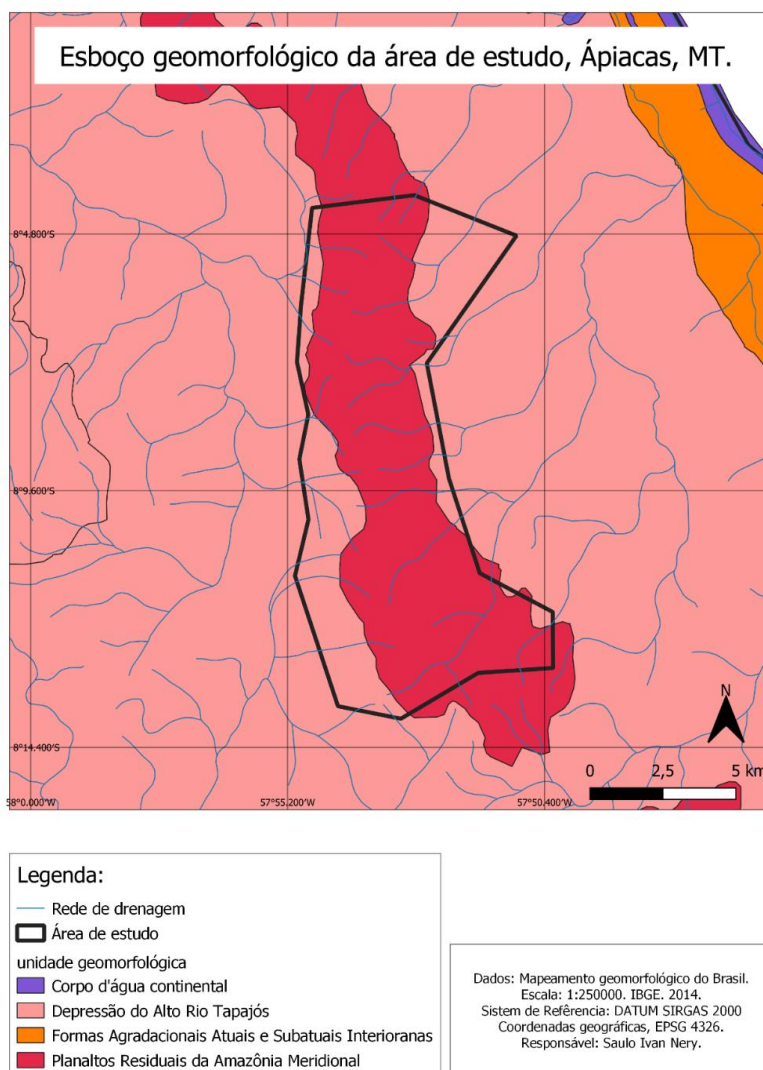 Esboço geomorfológico da área de estudo, Ápiacas, MT.
8°4.800'S
8°9.600'S
N
8°14.400'S
0 2,5 5 km
58°0.000'W 57°55.200'W 57°50.400'W
Legenda:
Rede de drenagem
Área de estudo
unidade geomorfológica
Corpo d'água continental
Depressão do Alto Rio Tapajós
Formas Agradacionais Atuais e Subatuais Interioranas
Planaltos Residuais da Amazônia Meridional
Dados: Mapeamento geomorfológico do Brasil.
Escala: 1:250000. IBGE. 2014.
Sistem de Refêrencia: DATUM SIRGAS 2000
Coordenadas geográficas, EPSG 4326.
Responsável: Saulo Ivan Nery.